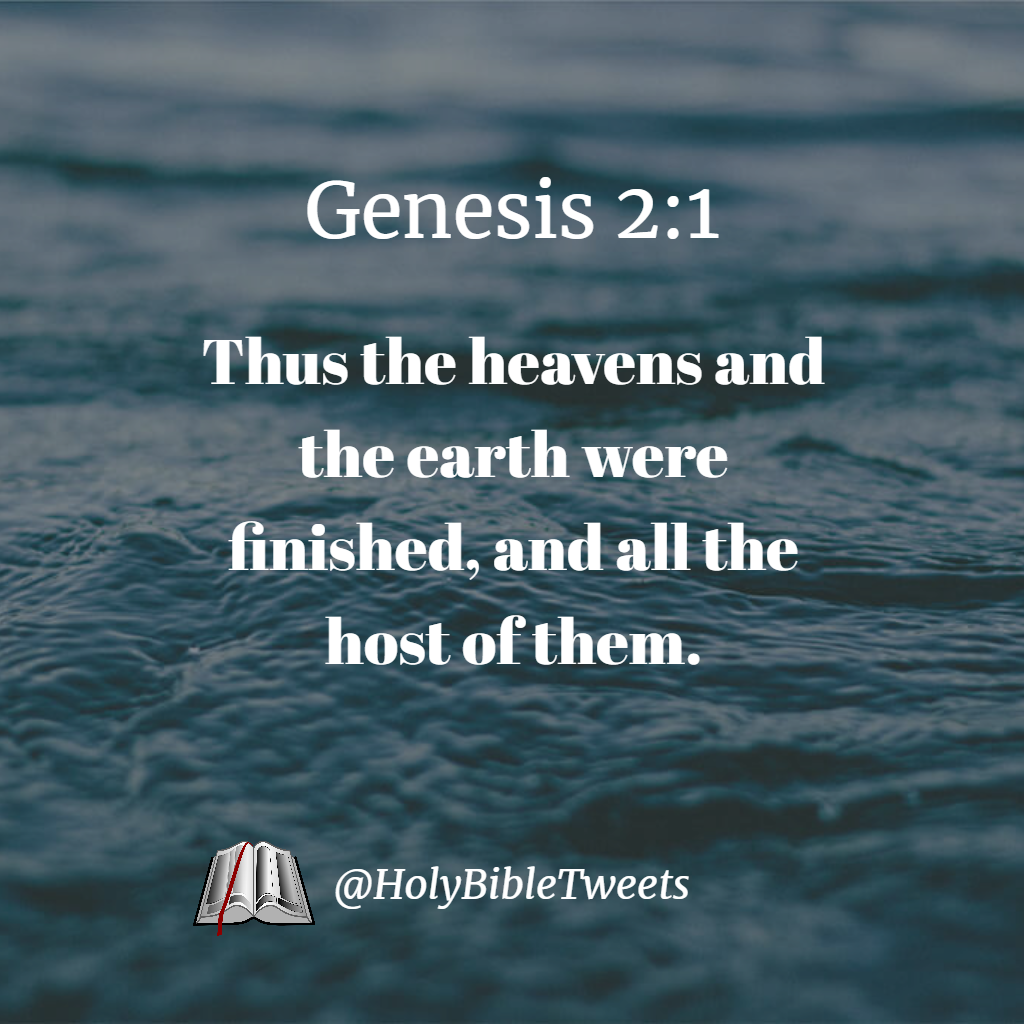 Genesis 2:1
Thus the heavens and
the earth were
finished, and all the
host of them.
@HolyBibleTweets